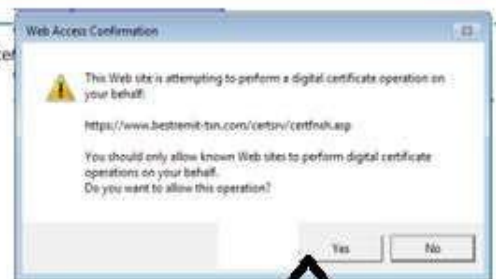 Web Access Confirmation
This Web site is attempting to perform a digital certificate operation on
your behalf:
https://www.bestremit-tsn.com/certsrv/certfnsh.asp
You should only allow known Web sites to perform digital certificate
operations on your behalf.
Do you want to allow this operation?
Yes
No